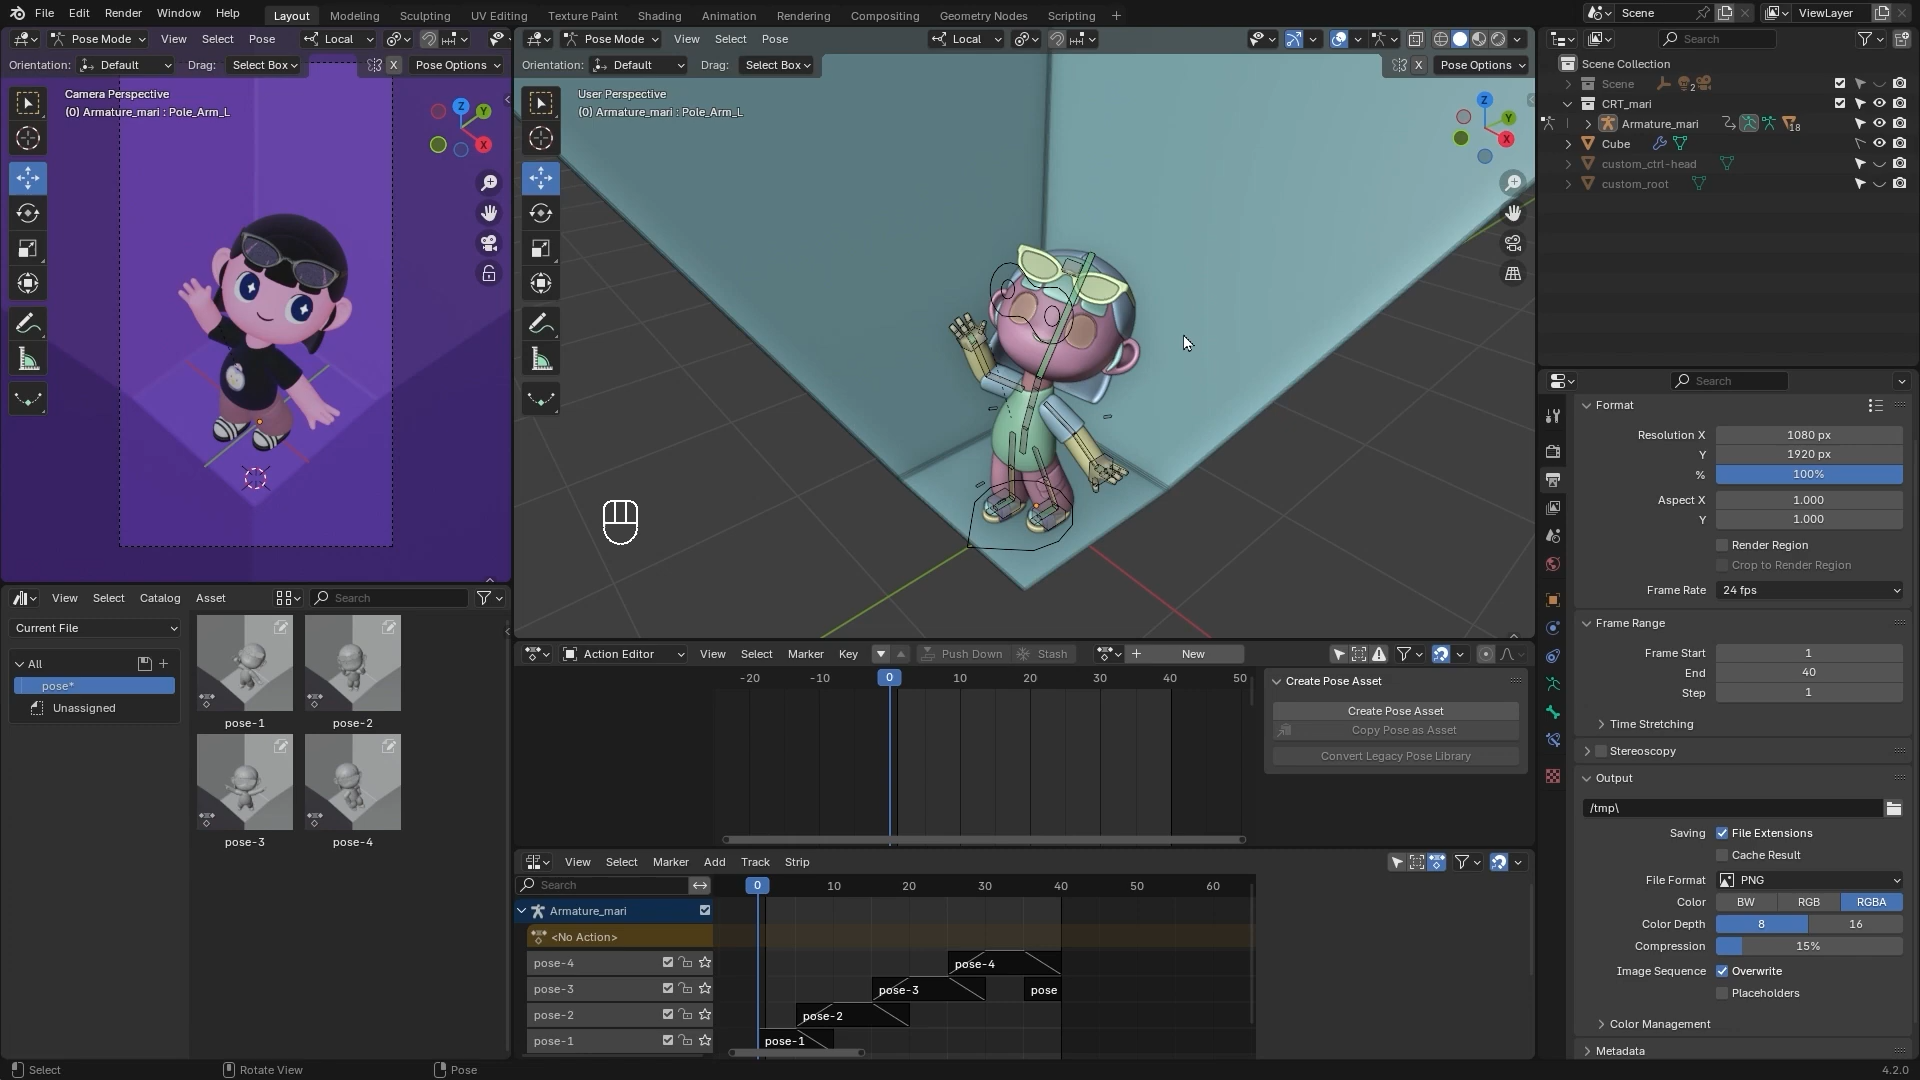 File Edit Render Window Help Layout Modeling Sculpting UV Editing Texture Paint Shading Animation Rendering Compositing Geometry Nodes Scripting + Scene ViewLayer
Pose Mode View Select Pose Local
Orientation: Default Drag: Select Box X Pose Options
Camera Perspective
(0) Armature_mari : Pole_Arm_L
Z Y X
Pose Mode View Select Pose Local
Orientation: Default Drag: Select Box X Pose Options
User Perspective
(0) Armature_mari : Pole_Arm_L
Z Y X
Search
Scene Collection
Scene 2
CRT_mari
Armature_mari 18
Cube
custom_ctrl-head
custom_root
Search
Format
Resolution X 1080 px
Y 1920 px
% 100%
Aspect X 1.000
Y 1.000
Render Region
Crop to Render Region
Frame Rate 24 fps
Frame Range
Frame Start 1
End 40
Step 1
Time Stretching
Stereoscopy
Output
/tmp\
Saving File Extensions
Cache Result
File Format PNG
Color BW RGB RGBA
Color Depth 8 16
Compression 15%
Image Sequence Overwrite
Placeholders
Color Management
Metadata
View Select Catalog Asset Search
Current File
All
pose*
Unassigned
pose-1 pose-2
pose-3 pose-4
Action Editor View Select Marker Key Push Down Stash New
-20 -10 0 10 20 30 40 50
Create Pose Asset
Create Pose Asset
Copy Pose as Asset
Convert Legacy Pose Library
View Select Marker Add Track Strip
Search 0 10 20 30 40 50 60
Armature_mari
<No Action>
pose-4 pose-4
pose-3 pose-3 pose
pose-2 pose-2
pose-1 pose-1
Select Rotate View Pose 4.2.0